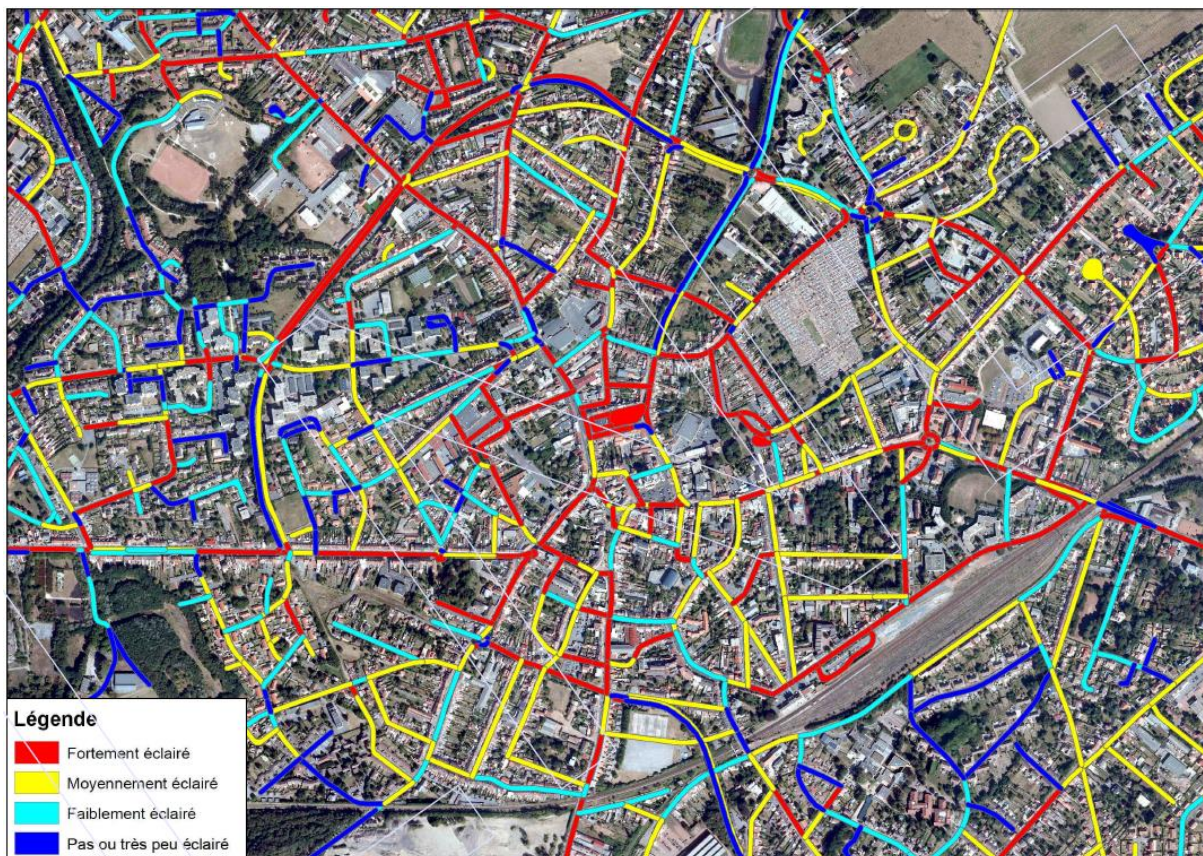 Légende
Fortement éclairé
Moyennement éclairé
Faiblement éclairé
Pas ou très peu éclairé